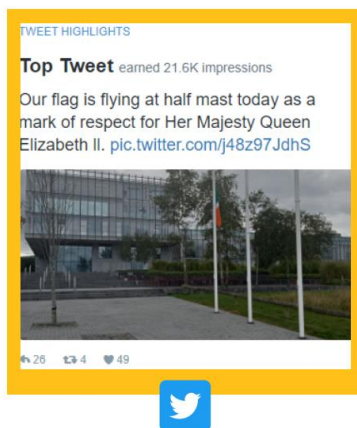 TWEET HIGHLIGHTS
Top Tweet earned 21.6K impressions
Our flag is flying at half mast today as a
mark of respect for Her Majesty Queen
Elizabeth ll. pic.twitter.com/j48z97JdhS
26 4 49